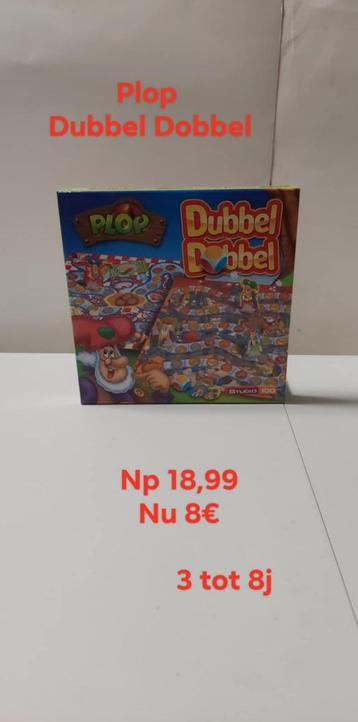 Plop
Dubbel Dobbel
PLOP
Dubbel
Dobbel
STUDIO 100
Np 18,99
Nu 8€
3 tot 8j